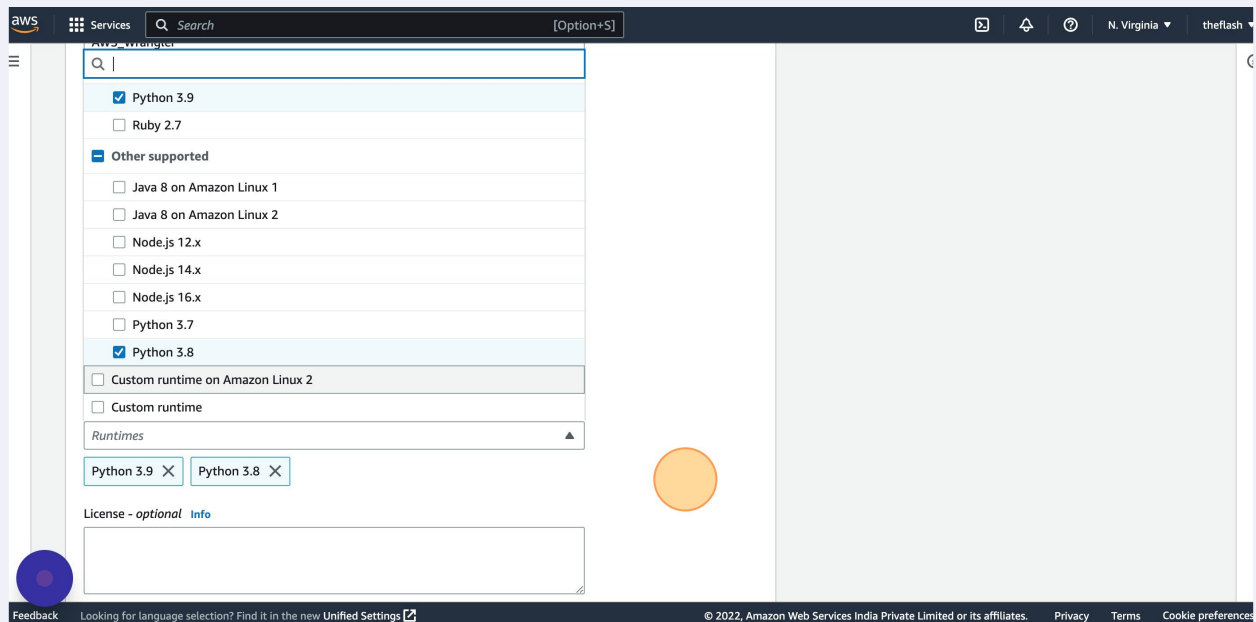 aws Services Search [Option+S] N. Virginia theflash
AWS_Wrangler
Python 3.9
Ruby 2.7
Other supported
Java 8 on Amazon Linux 1
Java 8 on Amazon Linux 2
Node.js 12.x
Node.js 14.x
Node.js 16.x
Python 3.7
Python 3.8
Custom runtime on Amazon Linux 2
Custom runtime
Runtimes
Python 3.9 Python 3.8
License - optional Info
Feedback Looking for language selection? Find it in the new Unified Settings © 2022, Amazon Web Services India Private Limited or its affiliates. Privacy Terms Cookie preferences